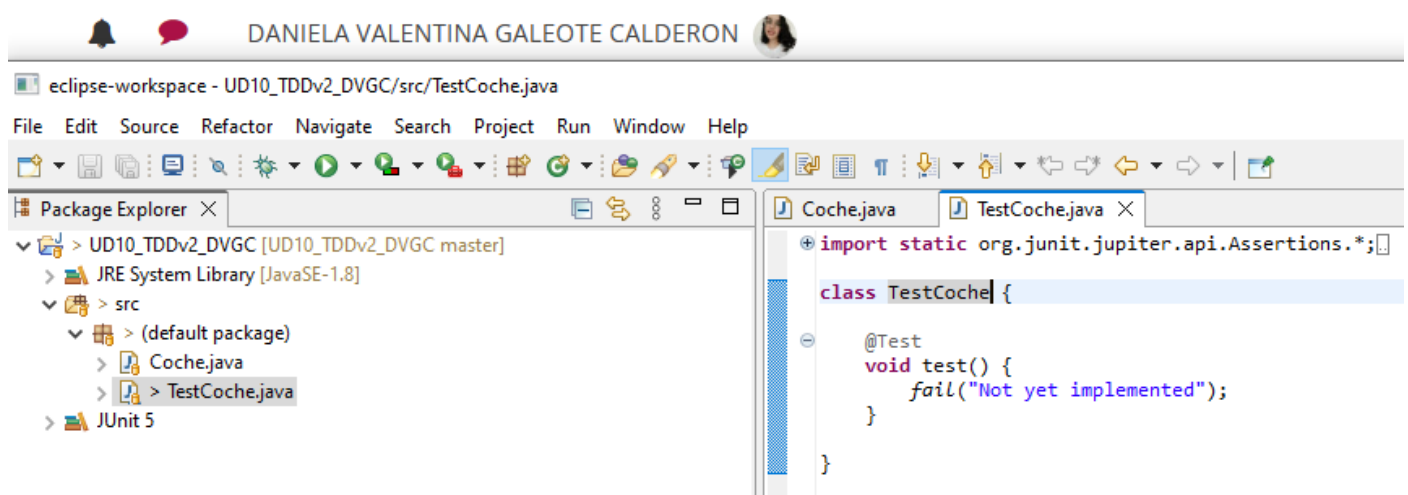 DANIELA VALENTINA GALEOTE CALDERON
eclipse-workspace - UD10_TDDv2_DVGC/src/TestCoche.java
File Edit Source Refactor Navigate Search Project Run Window Help
Package Explorer
> UD10_TDDv2_DVGC [UD10_TDDv2_DVGC master]
JRE System Library [JavaSE-1.8]
> src
> (default package)
Coche.java
> TestCoche.java
JUnit 5
Coche.java TestCoche.java
import static org.junit.jupiter.api.Assertions.*;
class TestCoche {
@Test
void test() {
fail("Not yet implemented");
}
}